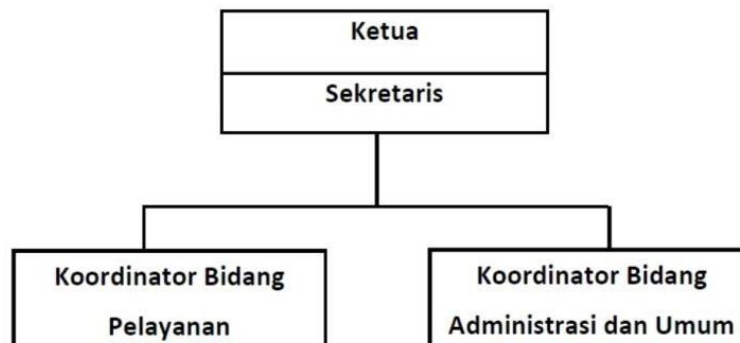 Ketua
Sekretaris
Koordinator Bidang
Pelayanan
Koordinator Bidang
Administrasi dan Umum